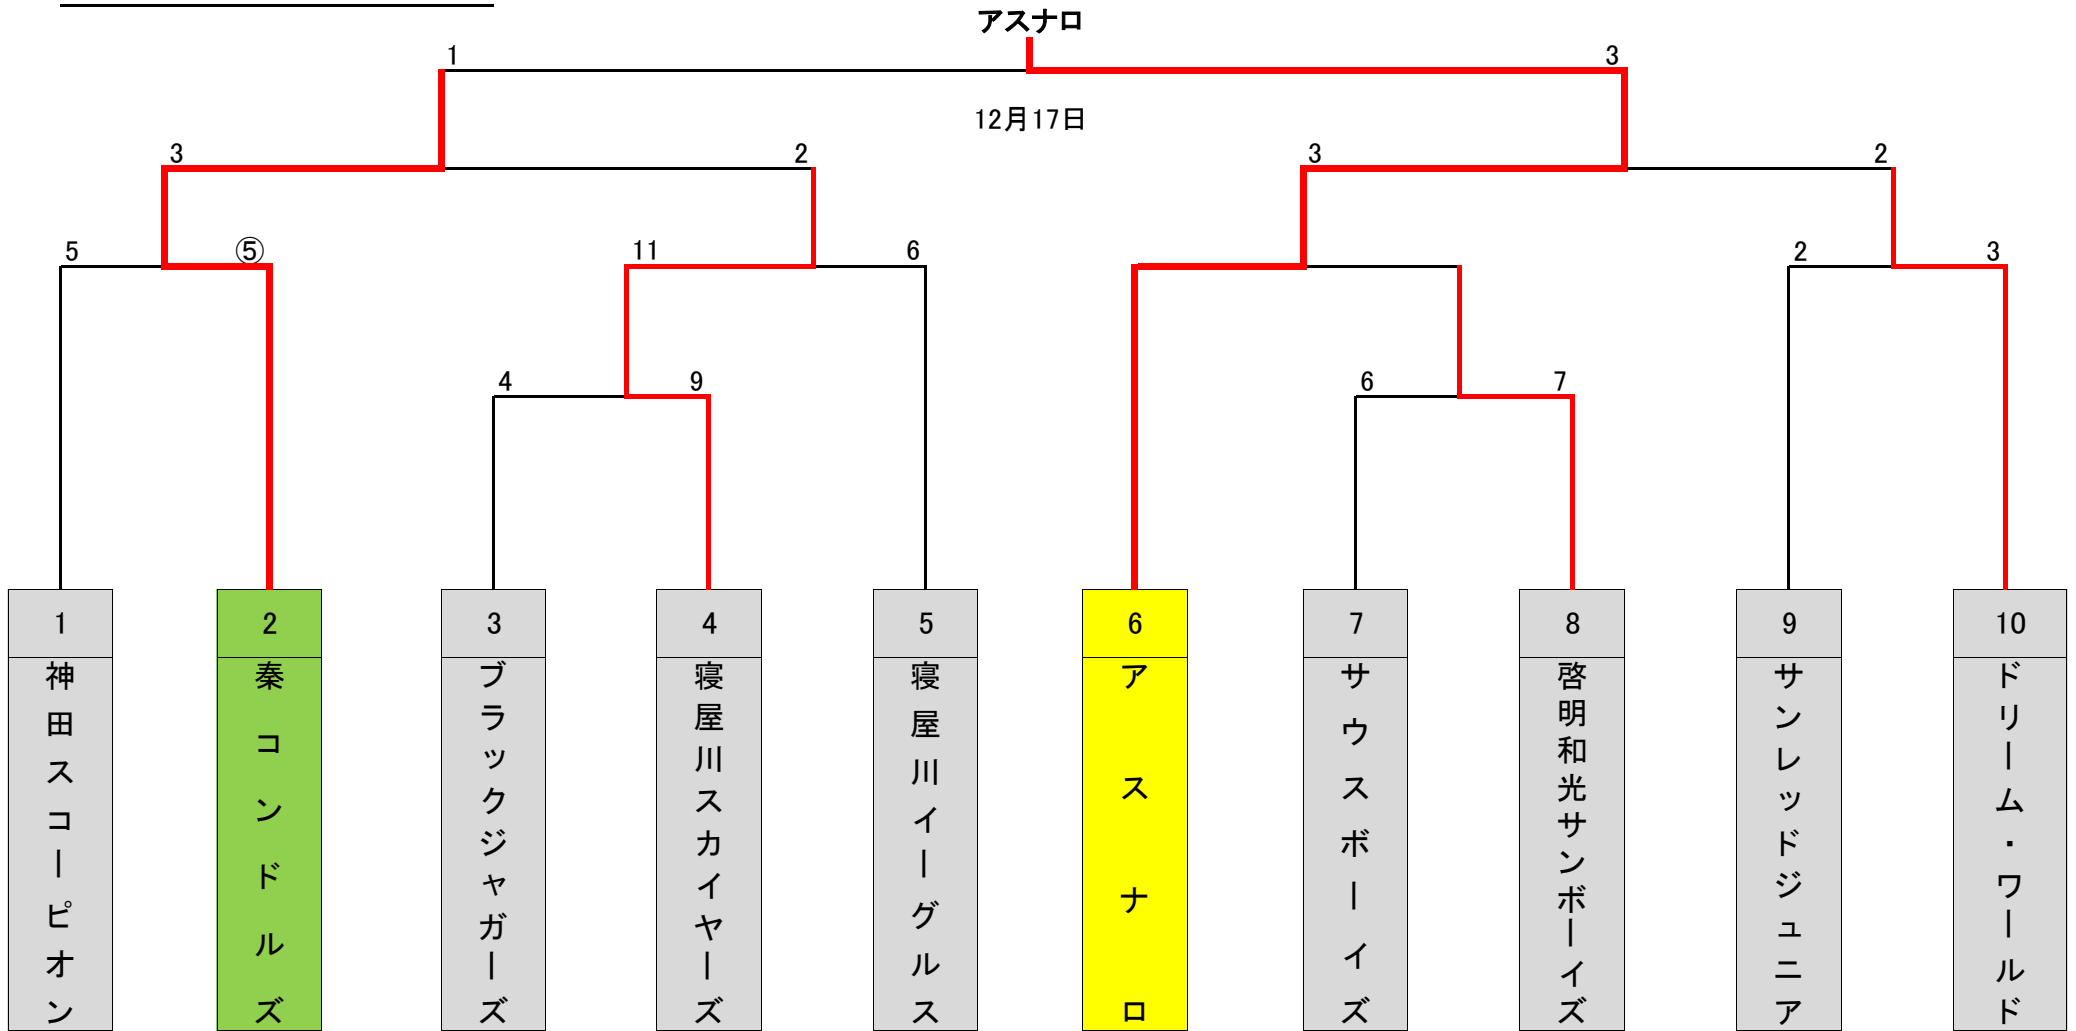 アスナロ
1
3
12月17日
3
2
3
2
5
⑤
11
6
2
3
4
9
6
7
1
2
3
4
5
6
7
8
9
10
神田スコーピオン
秦コンドルズ
ブラックジャガーズ
寝屋川スカイヤーズ
寝屋川イーグルス
アスナロ
サウスボーイズ
啓明和光サンボーイズ
サンレッドジュニア
ドリーム・ワールド